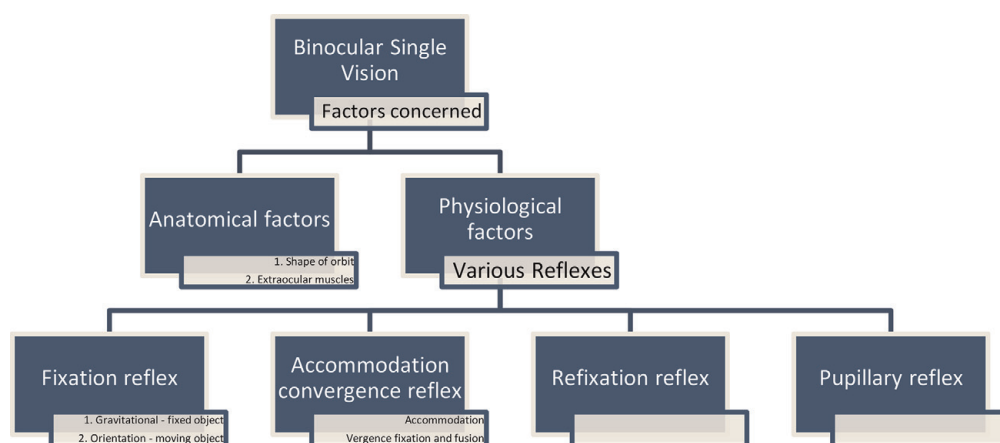 Binocular Single
Vision
Factors concerned
Anatomical factors
1. Shape of orbit
2. Extraocular muscles
Physiological
factors
Various Reflexes
Fixation reflex
1. Gravitational - fixed object
2. Orientation - moving object
Accommodation
convergence reflex
Accommodation
Vergence fixation and fusion
Refixation reflex
Pupillary reflex